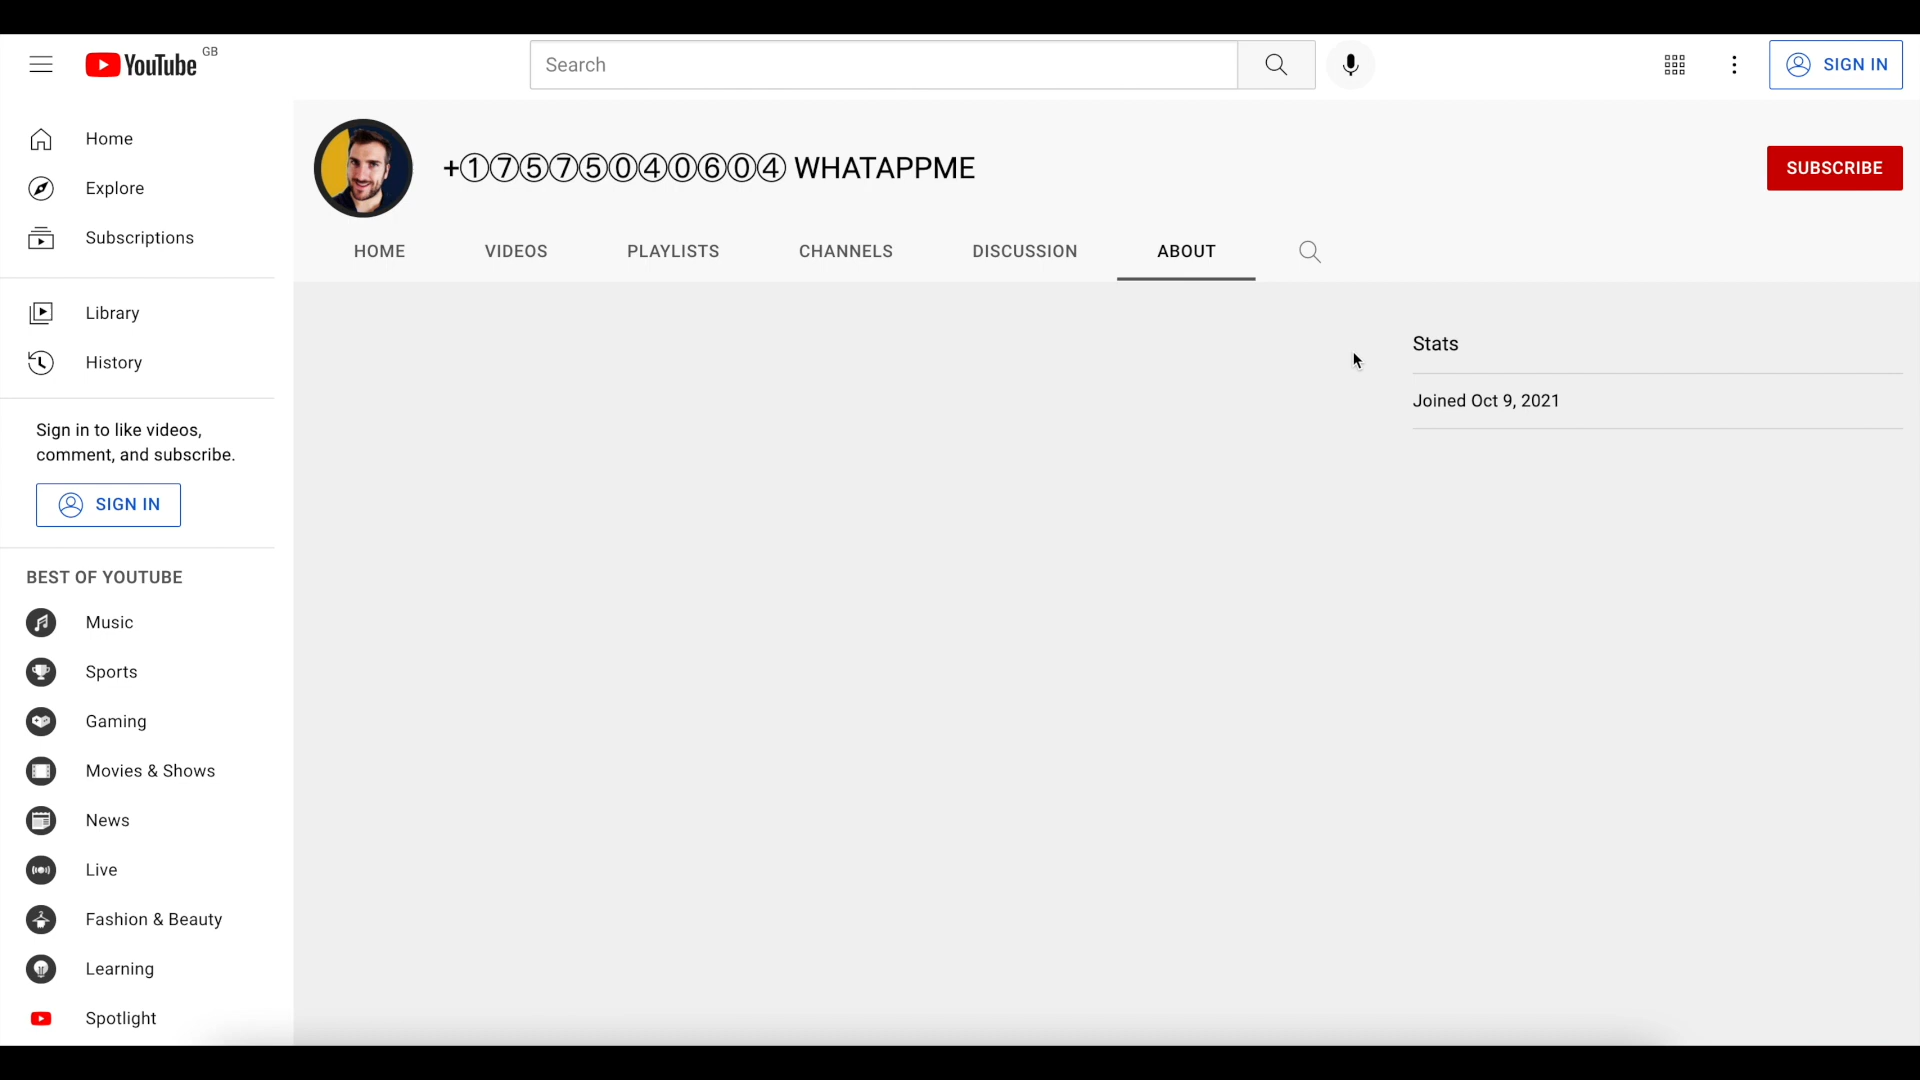 YouTube GB
Search
SIGN IN
Home
Explore
Subscriptions
Library
History
Sign in to like videos,
comment, and subscribe.
SIGN IN
BEST OF YOUTUBE
Music
Sports
Gaming
Movies & Shows
News
Live
Fashion & Beauty
Learning
Spotlight
+①⑦⑤⑦⑤⓪④⓪⑥⓪④ WHATAPPME
SUBSCRIBE
HOME VIDEOS PLAYLISTS CHANNELS DISCUSSION ABOUT
Stats
Joined Oct 9, 2021